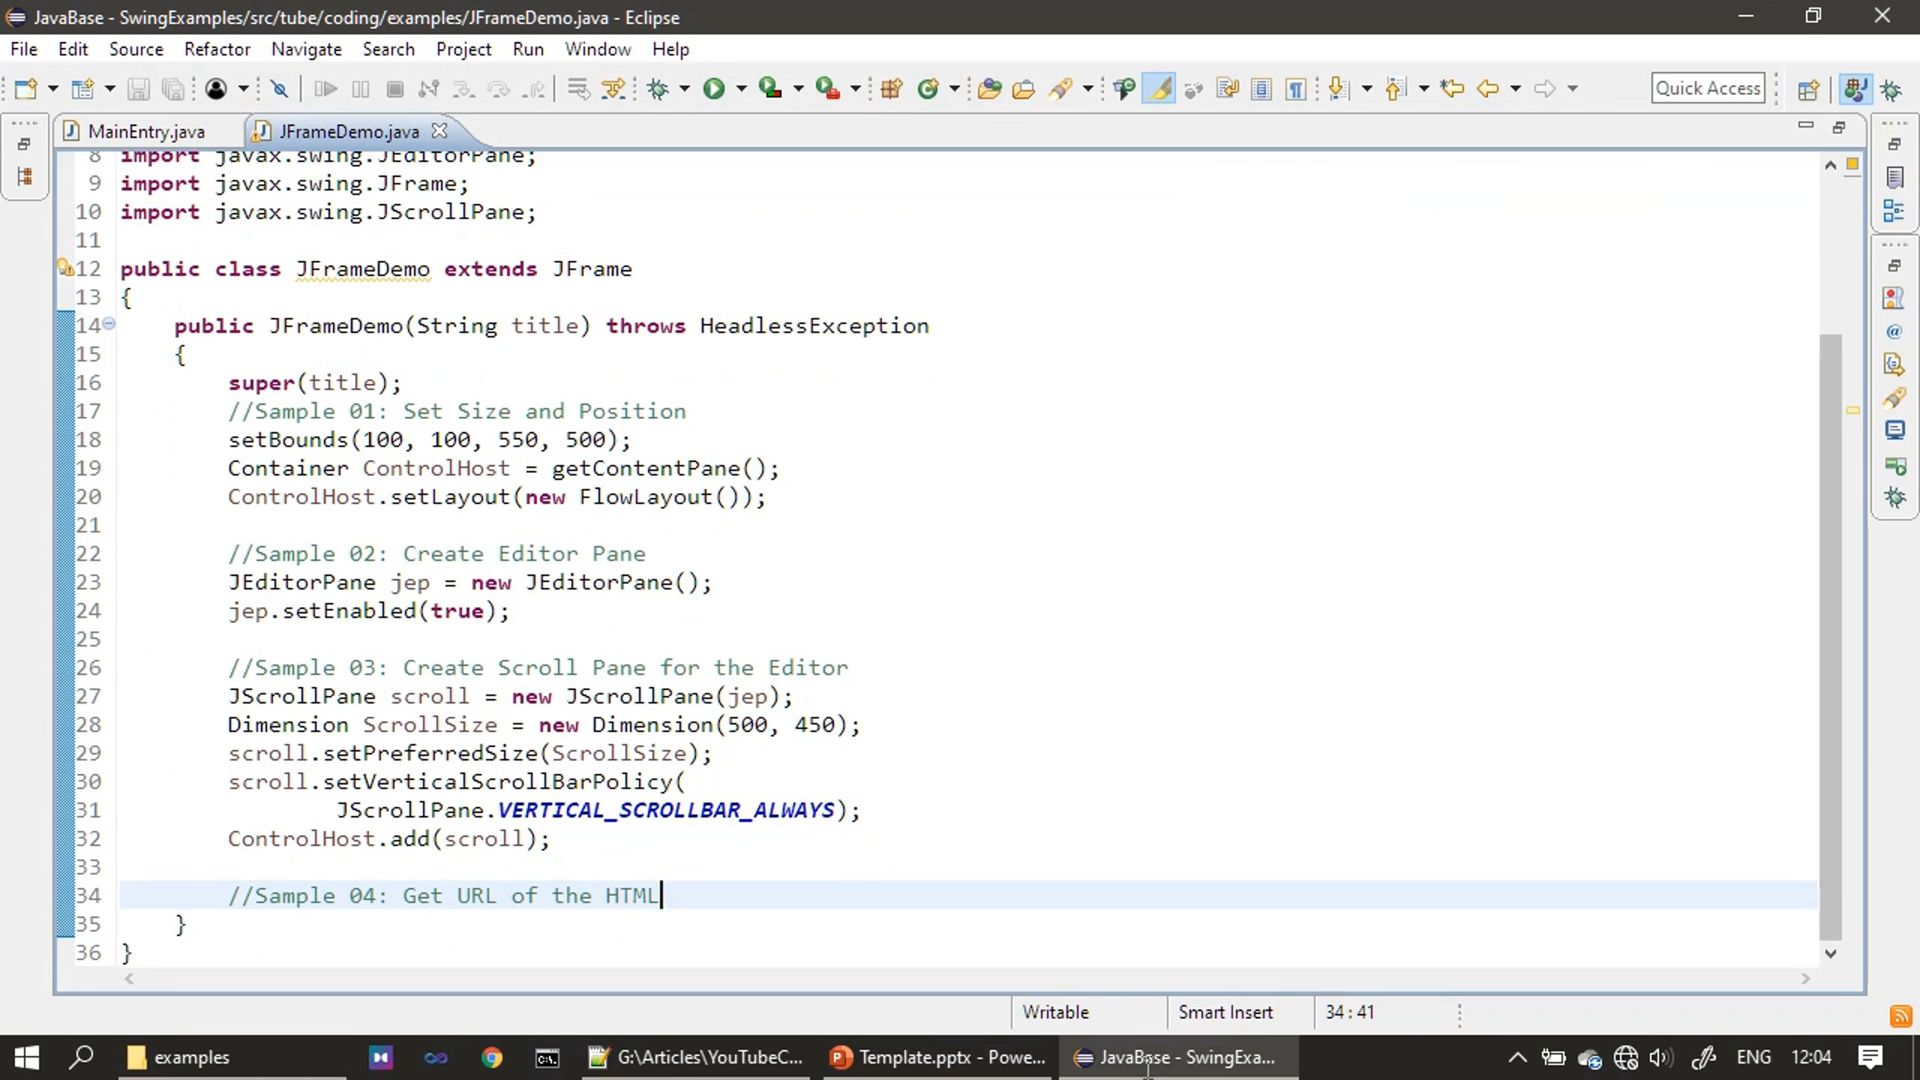 JavaBase - SwingExamples/src/tube/coding/examples/JFrameDemo.java - Eclipse
File Edit Source Refactor Navigate Search Project Run Window Help
Quick Access
MainEntry.java JFrameDemo.java
8 import javax.swing.JEditorPane;
9 import javax.swing.JFrame;
10 import javax.swing.JScrollPane;
11
12 public class JFrameDemo extends JFrame
13 {
14 public JFrameDemo(String title) throws HeadlessException
15 {
16 super(title);
17 //Sample 01: Set Size and Position
18 setBounds(100, 100, 550, 500);
19 Container ControlHost = getContentPane();
20 ControlHost.setLayout(new FlowLayout());
21
22 //Sample 02: Create Editor Pane
23 JEditorPane jep = new JEditorPane();
24 jep.setEnabled(true);
25
26 //Sample 03: Create Scroll Pane for the Editor
27 JScrollPane scroll = new JScrollPane(jep);
28 Dimension ScrollSize = new Dimension(500, 450);
29 scroll.setPreferredSize(ScrollSize);
30 scroll.setVerticalScrollBarPolicy(
31 JScrollPane.VERTICAL_SCROLLBAR_ALWAYS);
32 ControlHost.add(scroll);
33
34 //Sample 04: Get URL of the HTML
35 }
36 }
Writable Smart Insert 34 : 41
examples G:\Articles\YouTubeC... Template.pptx - Powe... JavaBase - SwingExa... ENG 12:04